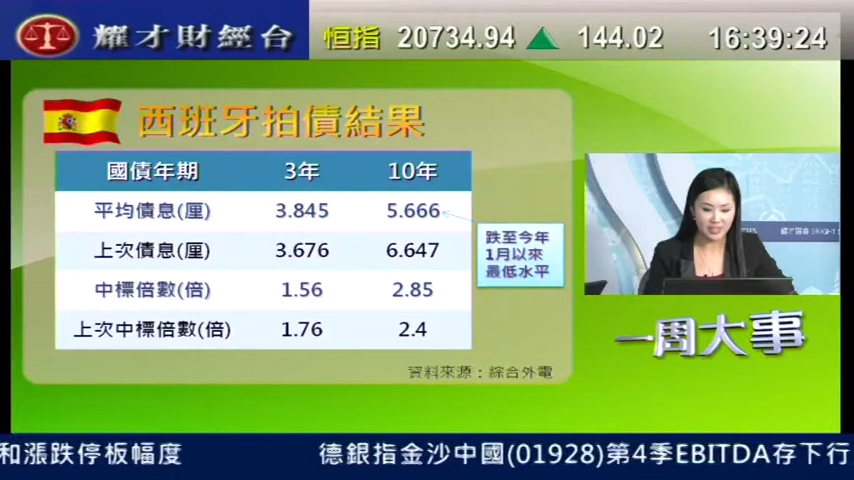 耀才財經台
恒指 20734.94 144.02 16:39:24
西班牙拍債結果
國債年期 3年 10年
平均債息(厘) 3.845 5.666
上次債息(厘) 3.676 6.647
中標倍數(倍) 1.56 2.85
上次中標倍數(倍) 1.76 2.4
跌至今年
1月以來
最低水平
資料來源：綜合外電
耀才證券 BRIGHT
一周大事
和漲跌停板幅度 德銀指金沙中國(01928)第4季EBITDA存下行